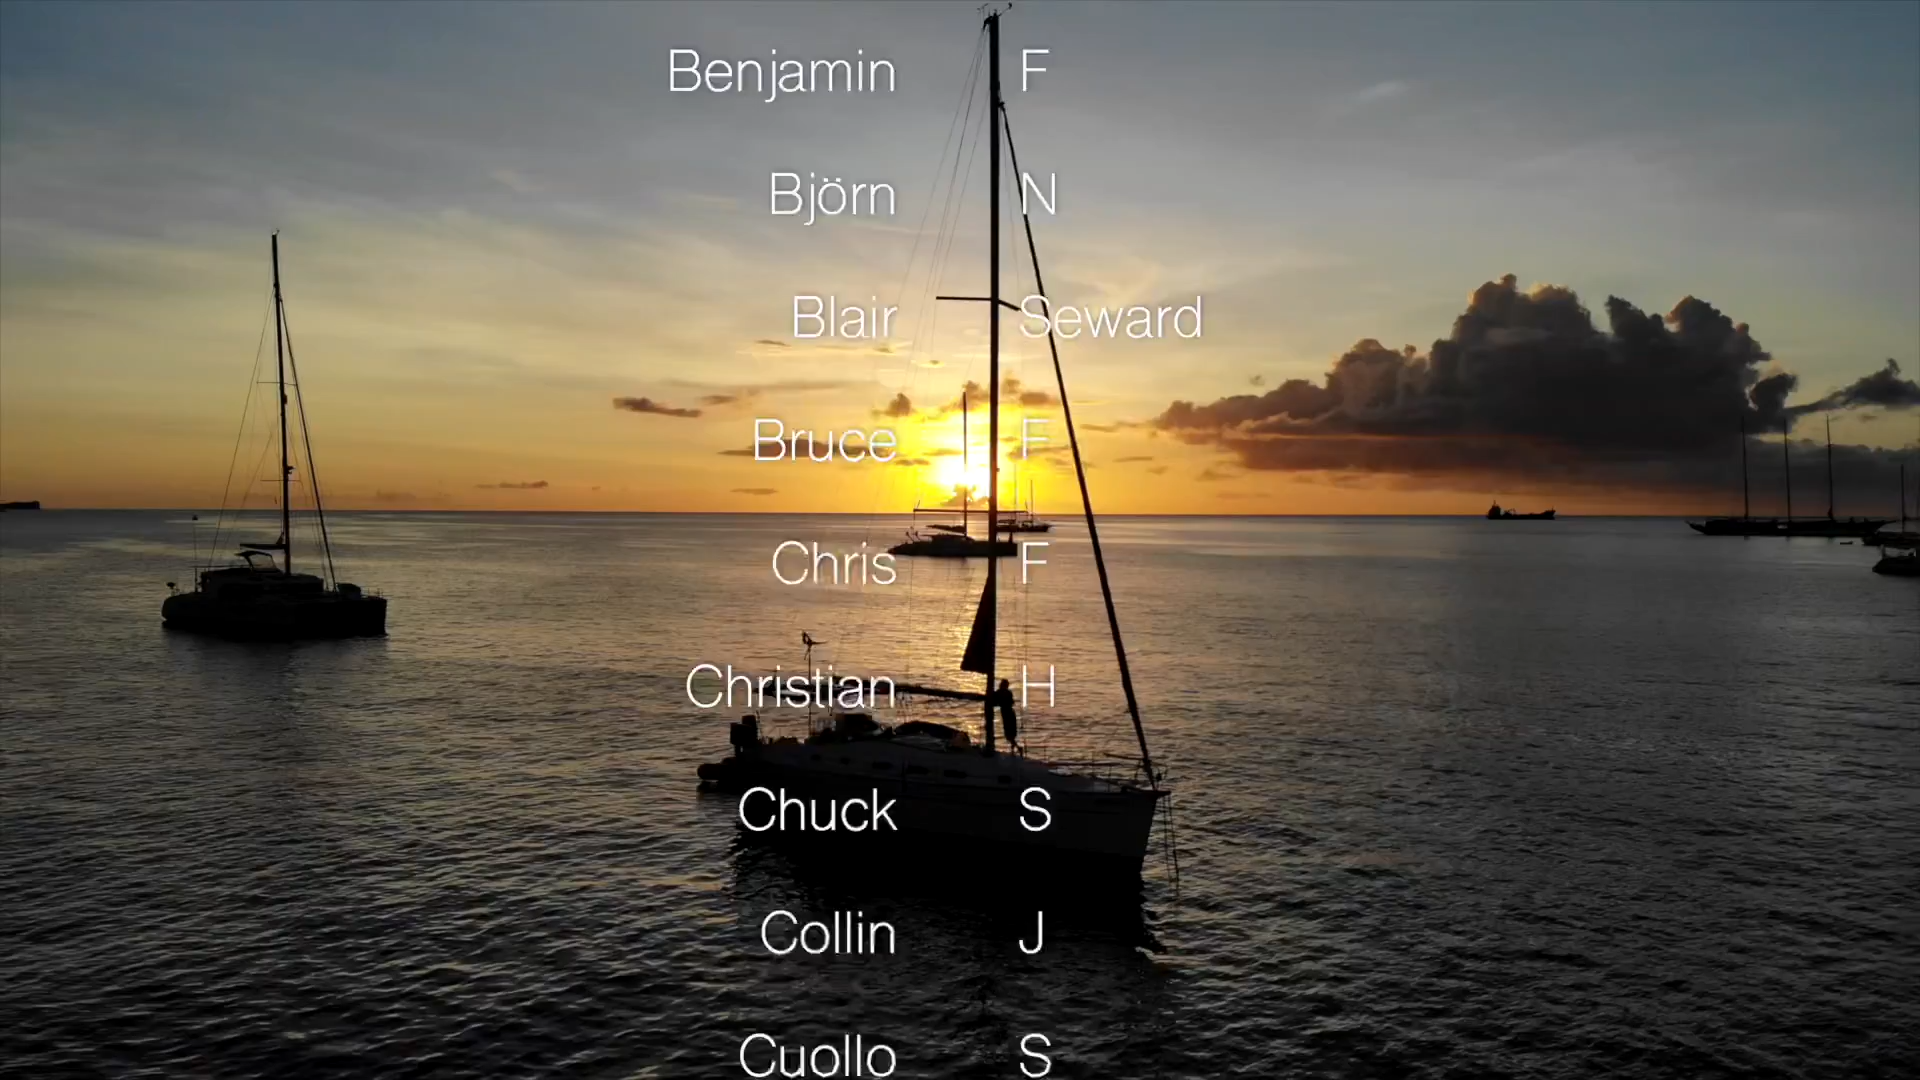 Benjamin F
Björn N
Blair Seward
Bruce F
Chris F
Christian H
Chuck S
Collin J
Cuollo S